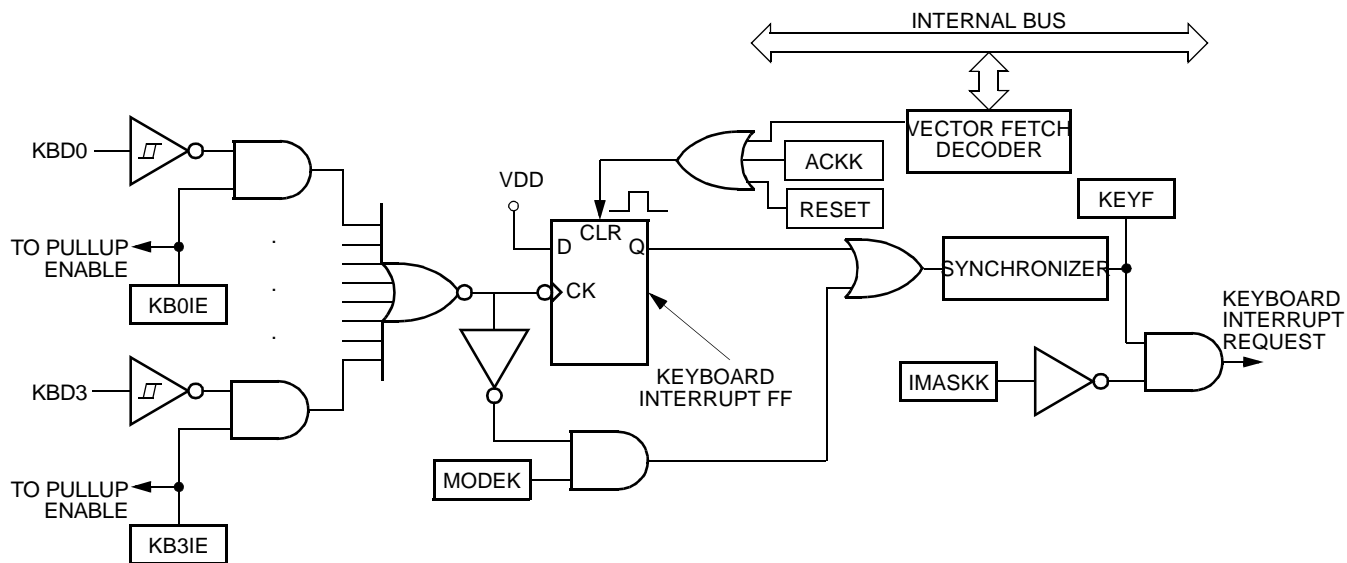 INTERNAL BUS
VECTOR FETCH
DECODER
KBD0
ACKK
VDD
RESET
KEYF
CLR
D
Q
TO PULLUP
ENABLE
.
.
.
SYNCHRONIZER
CK
KB0IE
KEYBOARD
INTERRUPT
REQUEST
KEYBOARD
INTERRUPT FF
IMASKK
KBD3
MODEK
TO PULLUP
ENABLE
KB3IE